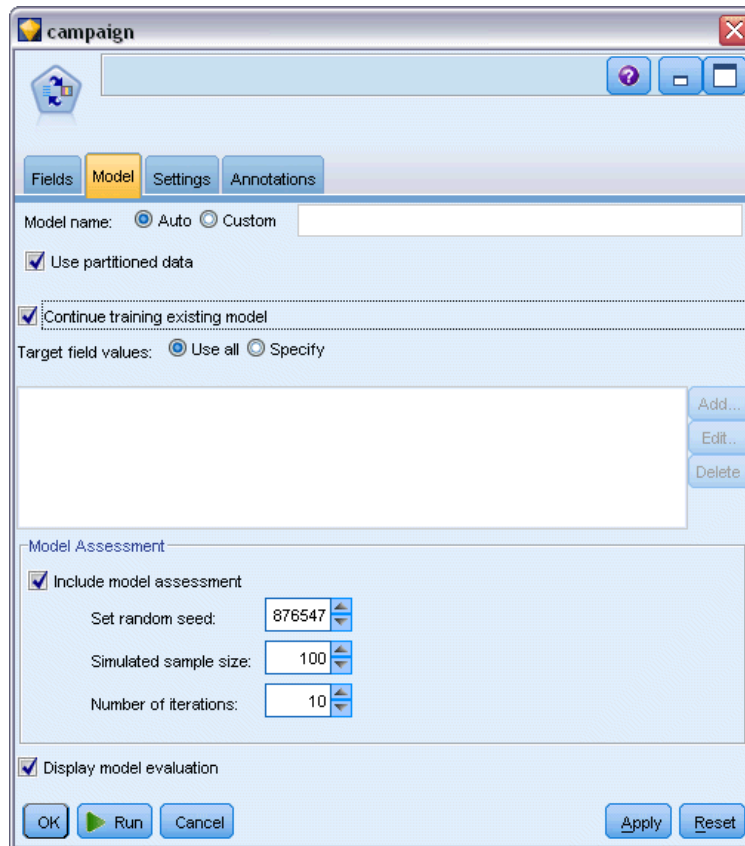 campaign
?
Fields Model Settings Annotations
Model name: Auto Custom
Use partitioned data
Continue training existing model
Target field values: Use all Specify
Add...
Edit..
Delete
Model Assessment
Include model assessment
Set random seed: 876547
Simulated sample size: 100
Number of iterations: 10
Display model evaluation
OK Run Cancel Apply Reset